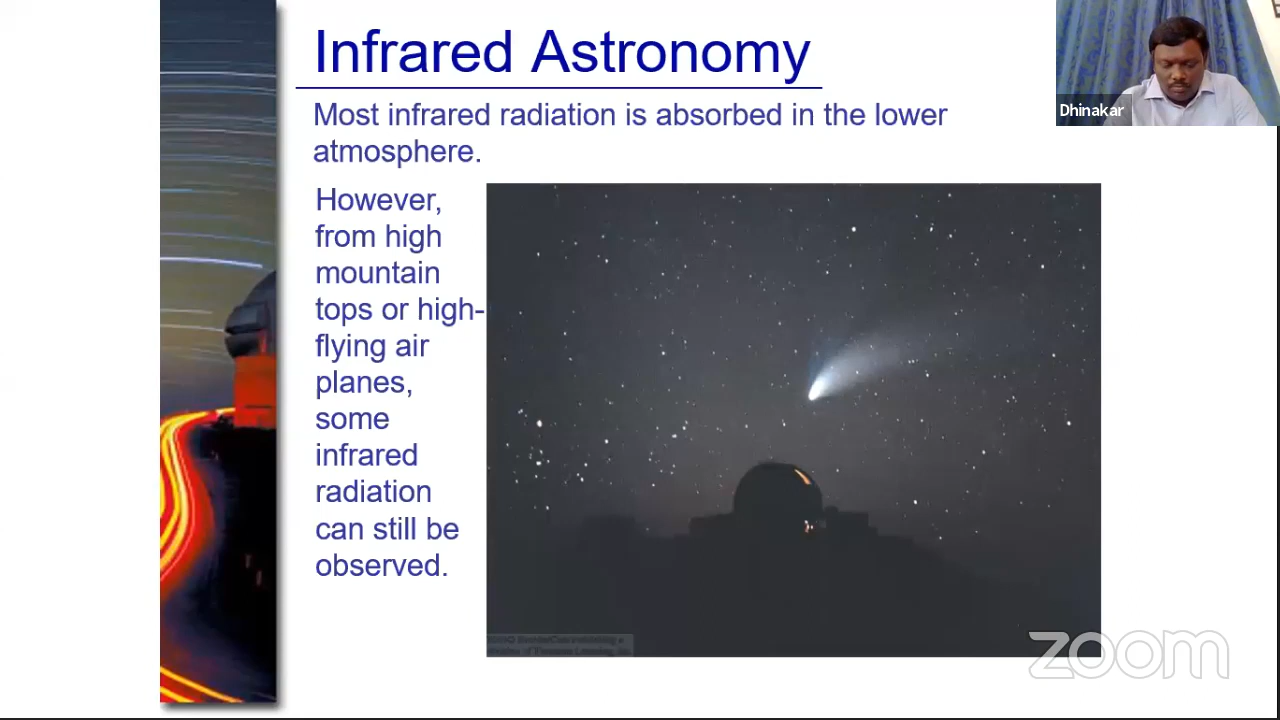 Infrared Astronomy
Dhinakar
Most infrared radiation is absorbed in the lower
atmosphere.
However,
from high
mountain
tops or high-
flying air
planes,
some
infrared
radiation
can still be
observed.
zoom